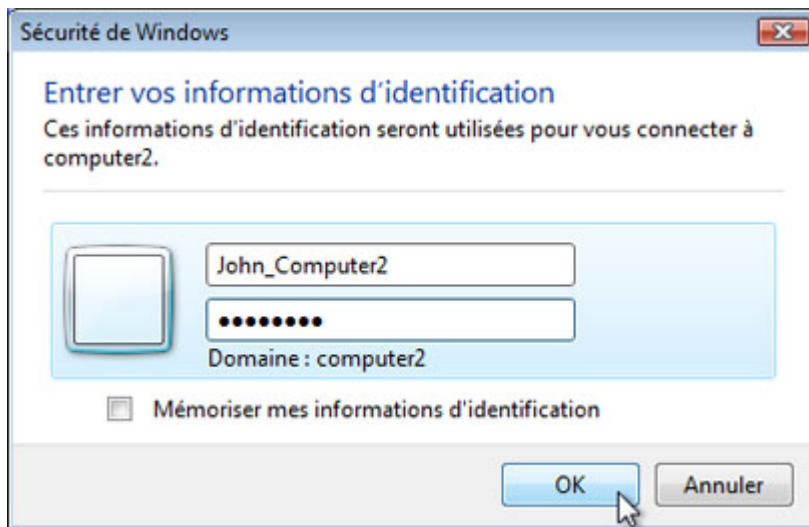 Sécurité de Windows
Entrer vos informations d'identification
Ces informations d'identification seront utilisées pour vous connecter à
computer2.
John_Computer2
●●●●●●●●
Domaine : computer2
Mémoriser mes informations d'identification
OK
Annuler